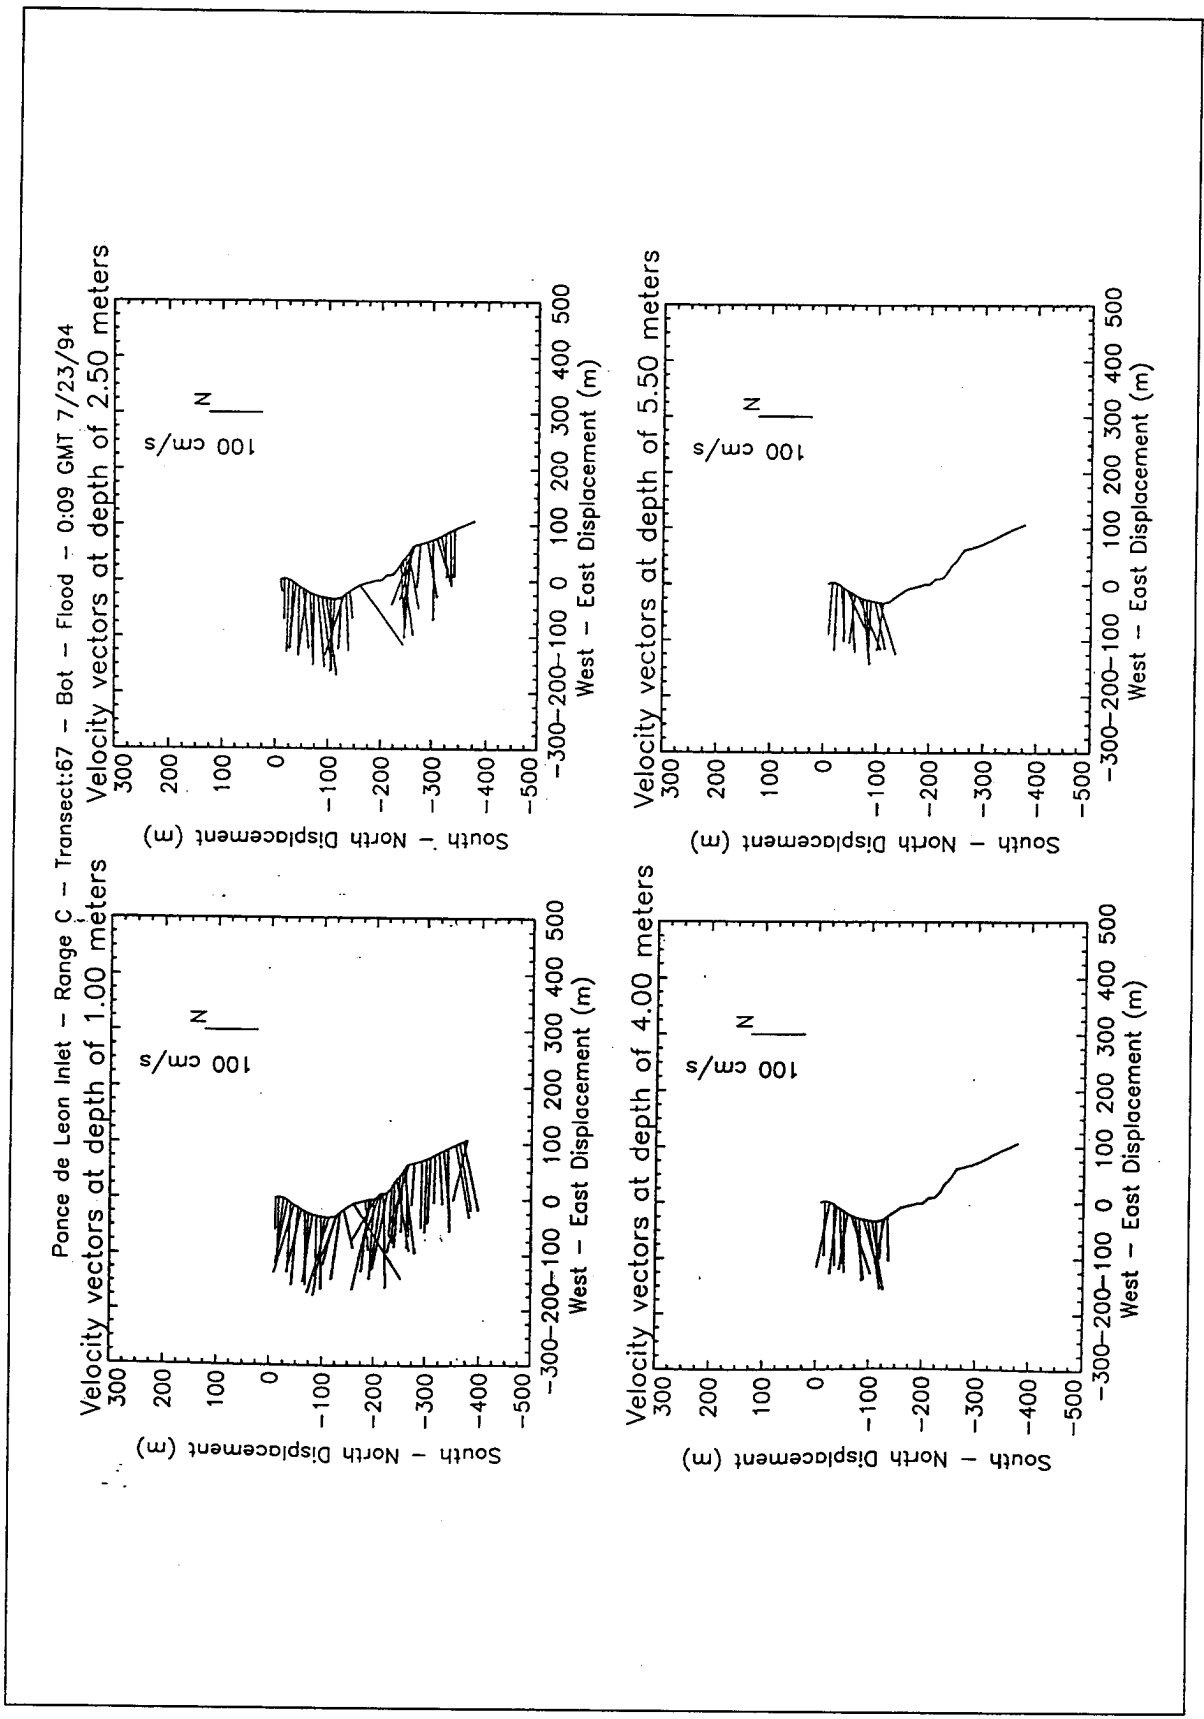 Ponce de Leon Inlet – Range C – Transect:67 – Bot – Flood – 0:09 GMT 7/23/94
Velocity vectors at depth of 1.00 meters
300
200
100
0
-100
-200
-300
-400
-500
South – North Displacement (m)
100 cm/s
N
-300-200-100 0 100 200 300 400 500
West – East Displacement (m)
Velocity vectors at depth of 2.50 meters
300
200
100
0
-100
-200
-300
-400
-500
South – North Displacement (m)
100 cm/s
N
-300-200-100 0 100 200 300 400 500
West – East Displacement (m)
Velocity vectors at depth of 4.00 meters
300
200
100
0
-100
-200
-300
-400
-500
South – North Displacement (m)
100 cm/s
N
-300-200-100 0 100 200 300 400 500
West – East Displacement (m)
Velocity vectors at depth of 5.50 meters
300
200
100
0
-100
-200
-300
-400
-500
South – North Displacement (m)
100 cm/s
N
-300-200-100 0 100 200 300 400 500
West – East Displacement (m)